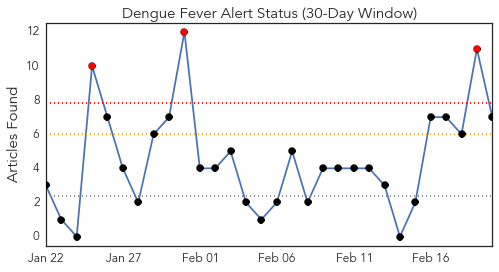 Dengue Fever Alert Status (30-Day Window)
Articles Found
12
10
8
6
4
2
0
Jan 22 Jan 27 Feb 01 Feb 06 Feb 11 Feb 16